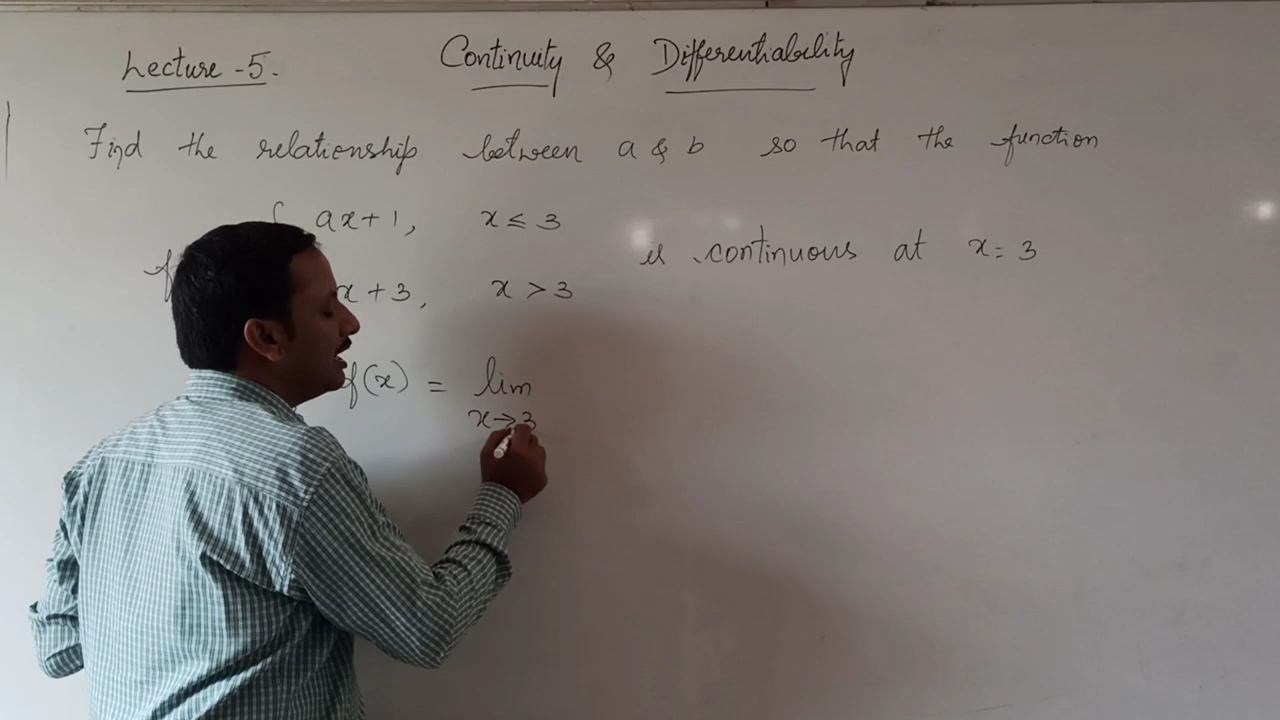 Lecture - 5.
Continuity & Differentiability
Find the relationship between a & b so that the function
f
ax + 1, x ≤ 3
x + 3, x > 3
is continuous at x = 3
f(x) = lim
x → 3